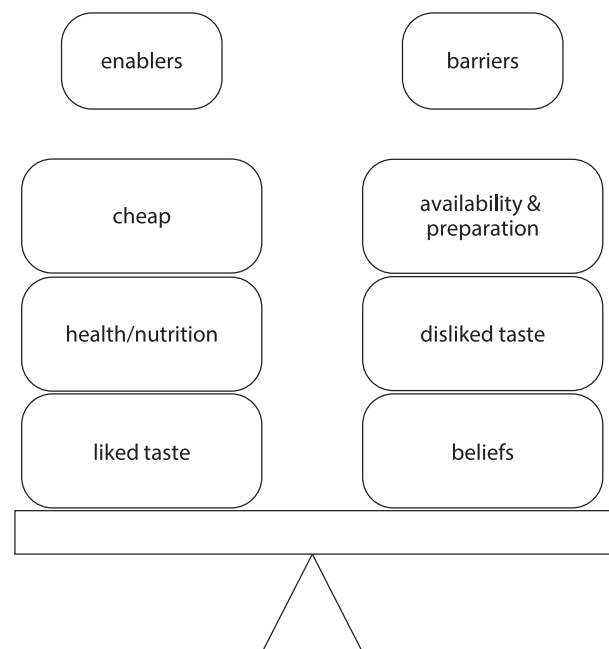 enablers
barriers
cheap
availability &
preparation
health/nutrition
disliked taste
liked taste
beliefs